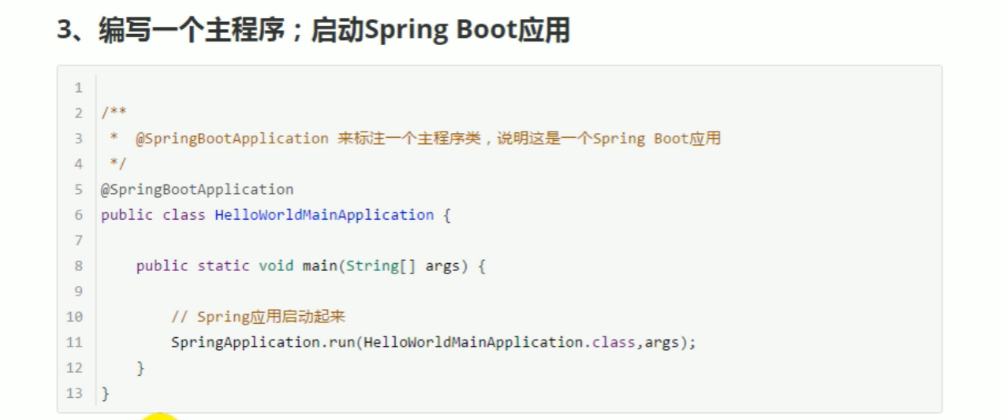 3、编写一个主程序；启动Spring Boot应用
1
2 /**
3  *  @SpringBootApplication 来标注一个主程序类，说明这是一个Spring Boot应用
4  */
5 @SpringBootApplication
6 public class HelloWorldMainApplication {
7
8     public static void main(String[] args) {
9
10         // Spring应用启动起来
11         SpringApplication.run(HelloWorldMainApplication.class,args);
12     }
13 }